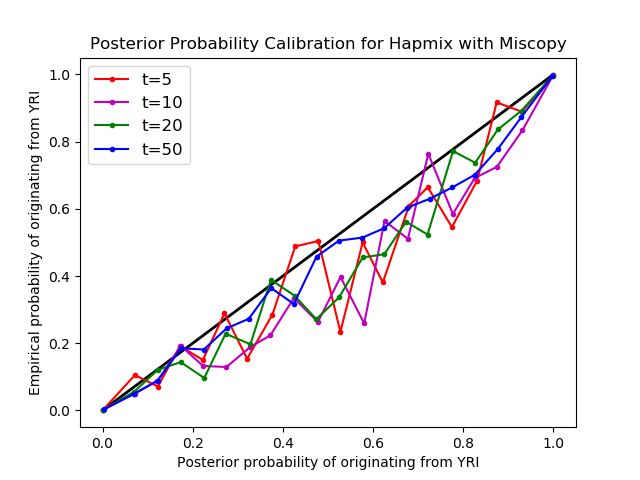 Posterior Probability Calibration for Hapmix with Miscopy
t=5
t=10
t=20
t=50
Empirical probability of originating from YRI
1.0
0.8
0.6
0.4
0.2
0.0
0.0 0.2 0.4 0.6 0.8 1.0
Posterior probability of originating from YRI